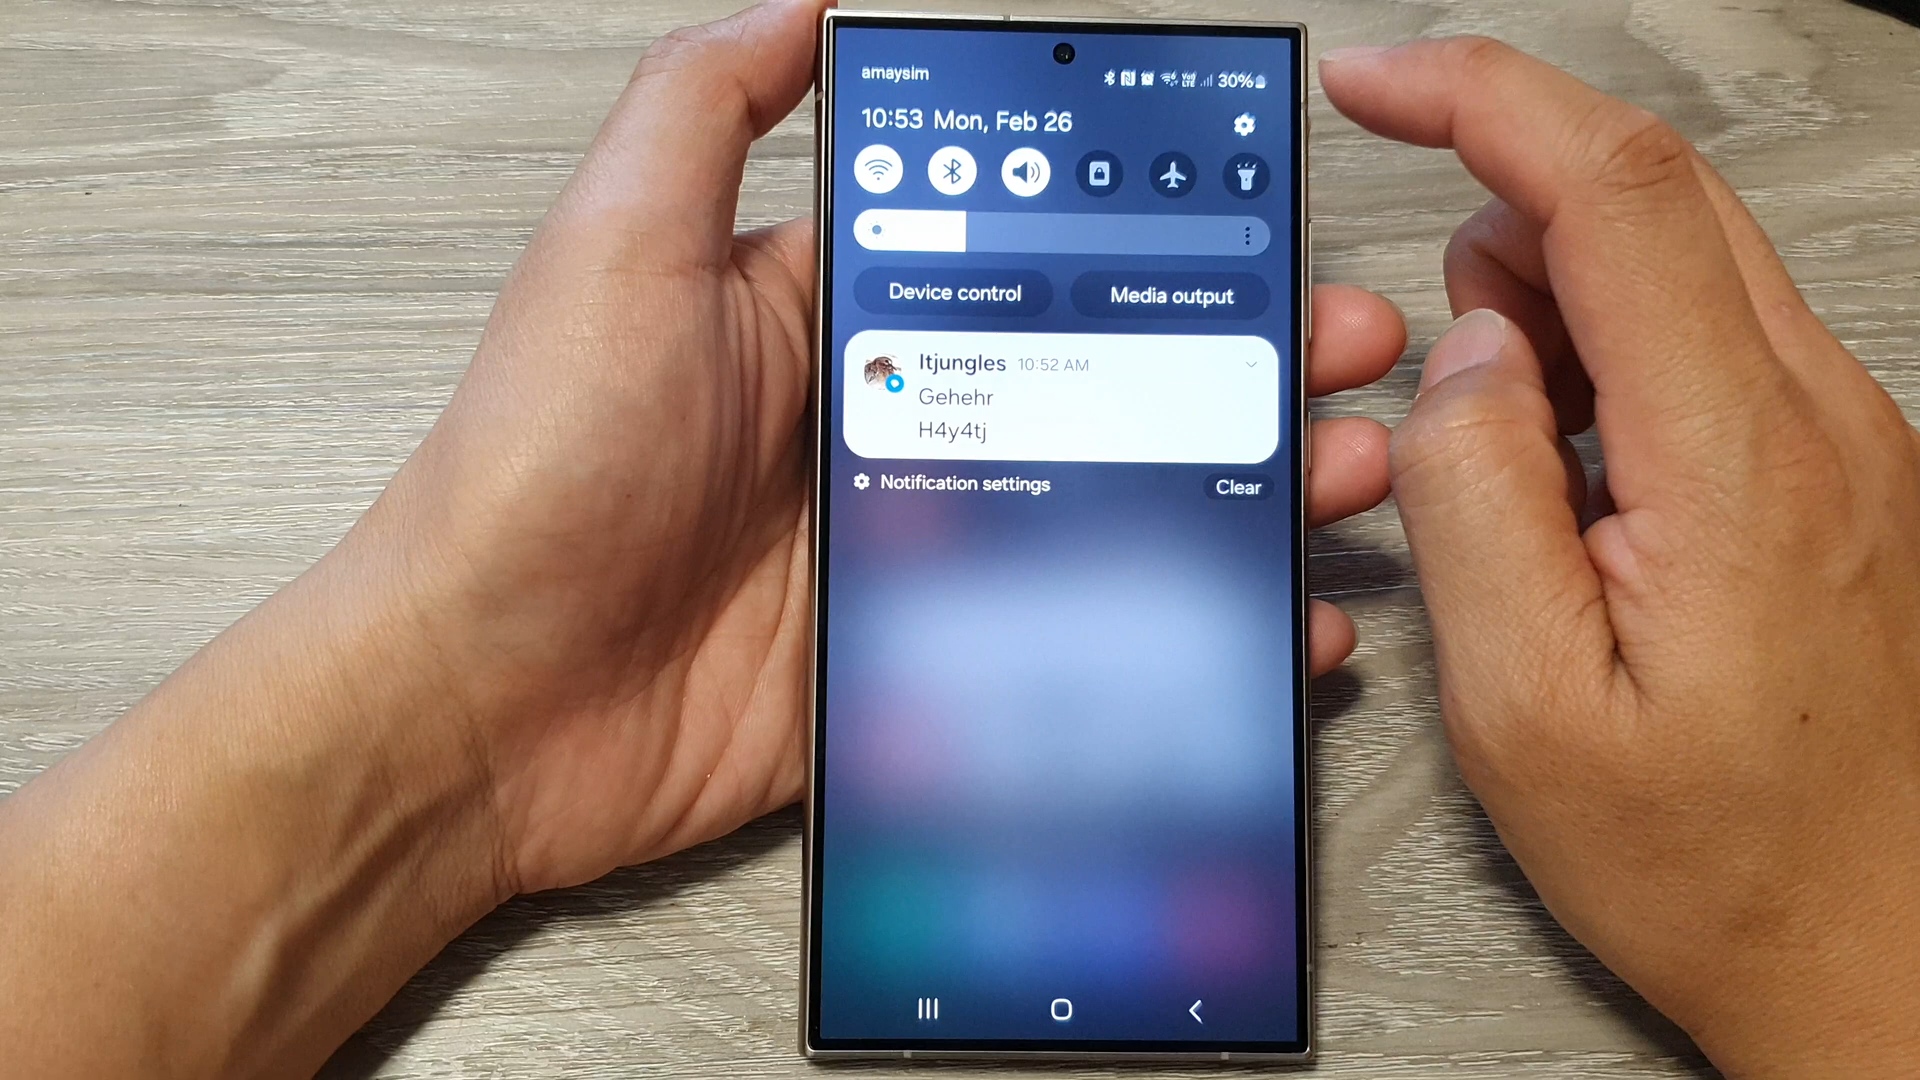 amaysim
30%
10:53 Mon, Feb 26
Device control
Media output
Itjungles 10:52 AM
Gehehr
H4y4tj
Notification settings
Clear